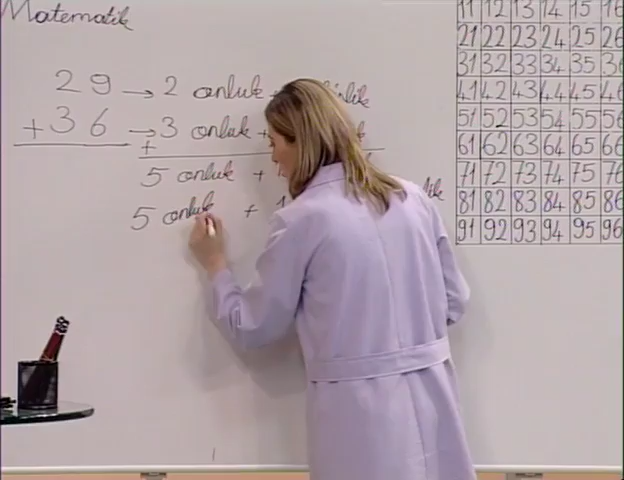 Matematik
29 → 2 onluk +
+36 → 3 onluk +
+
5 onluk +
5 onluk + 1
11 12 13 14 15 16
21 22 23 24 25 26
31 32 33 34 35 36
41 42 43 44 45 46
51 52 53 54 55 56
61 62 63 64 65 66
71 72 73 74 75 76
81 82 83 84 85 86
91 92 93 94 95 96